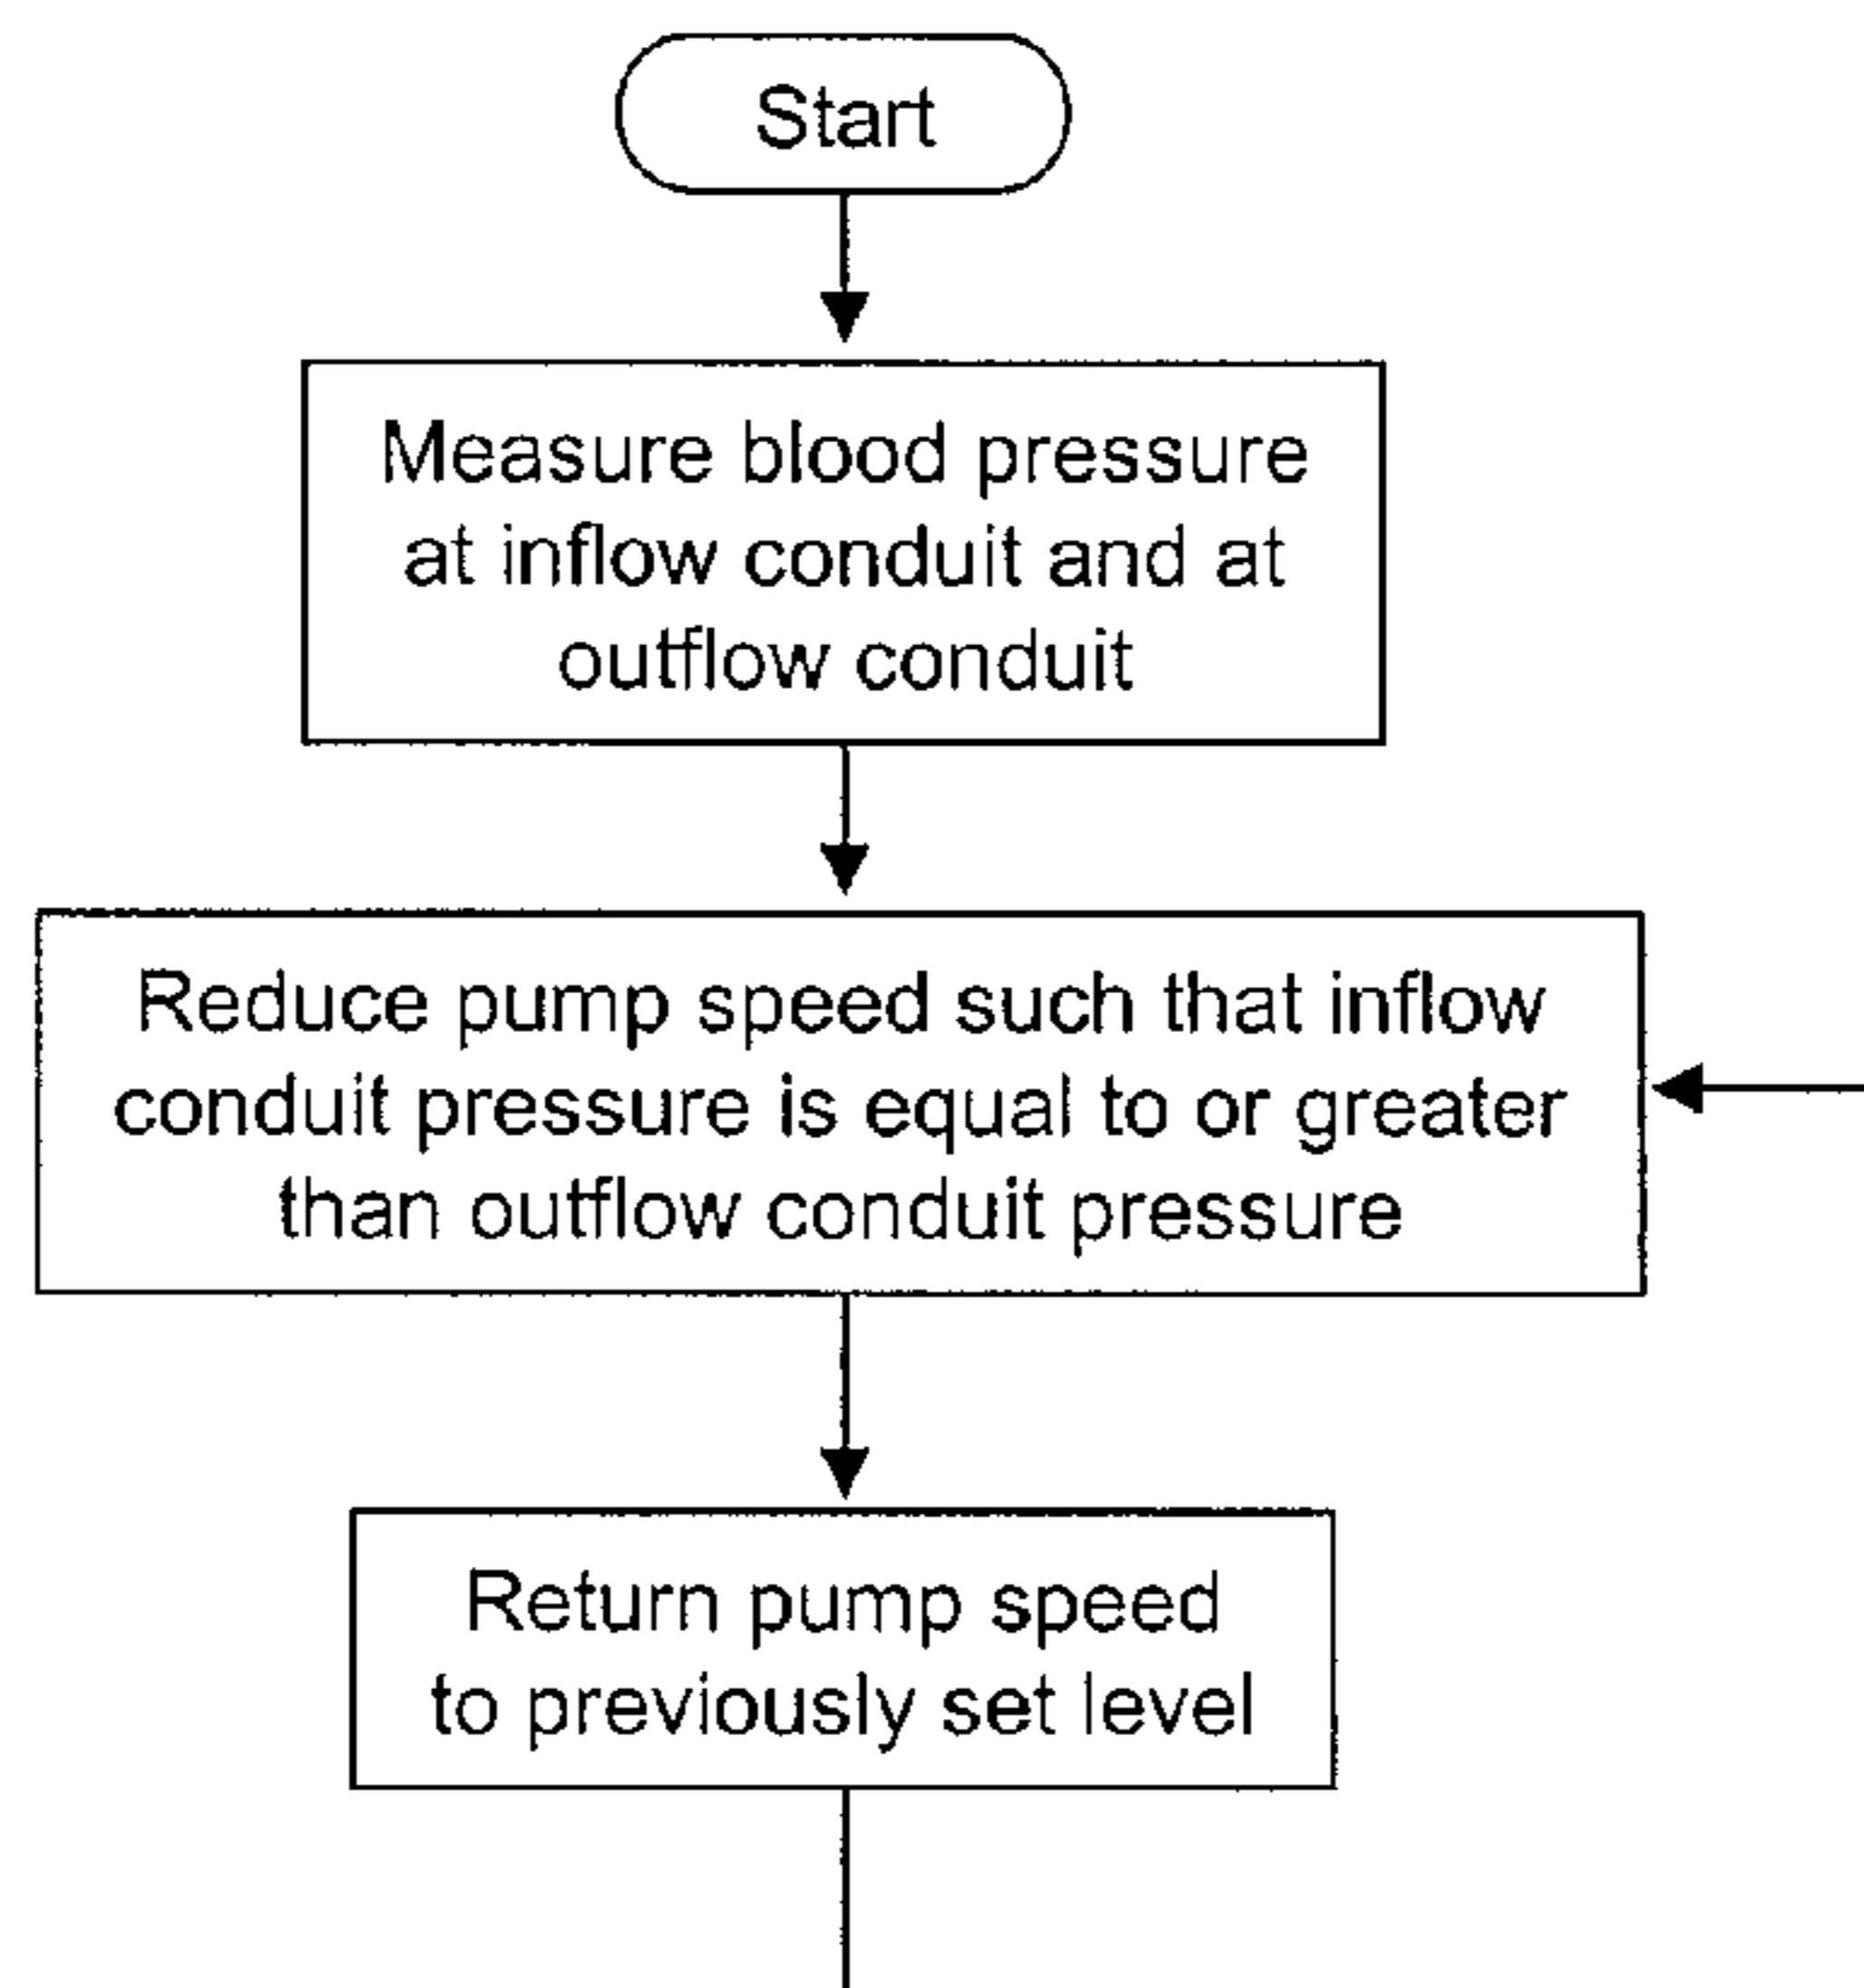 Start
Measure blood pressure
at inflow conduit and at
outflow conduit
Reduce pump speed such that inflow
conduit pressure is equal to or greater
than outflow conduit pressure
Return pump speed
to previously set level